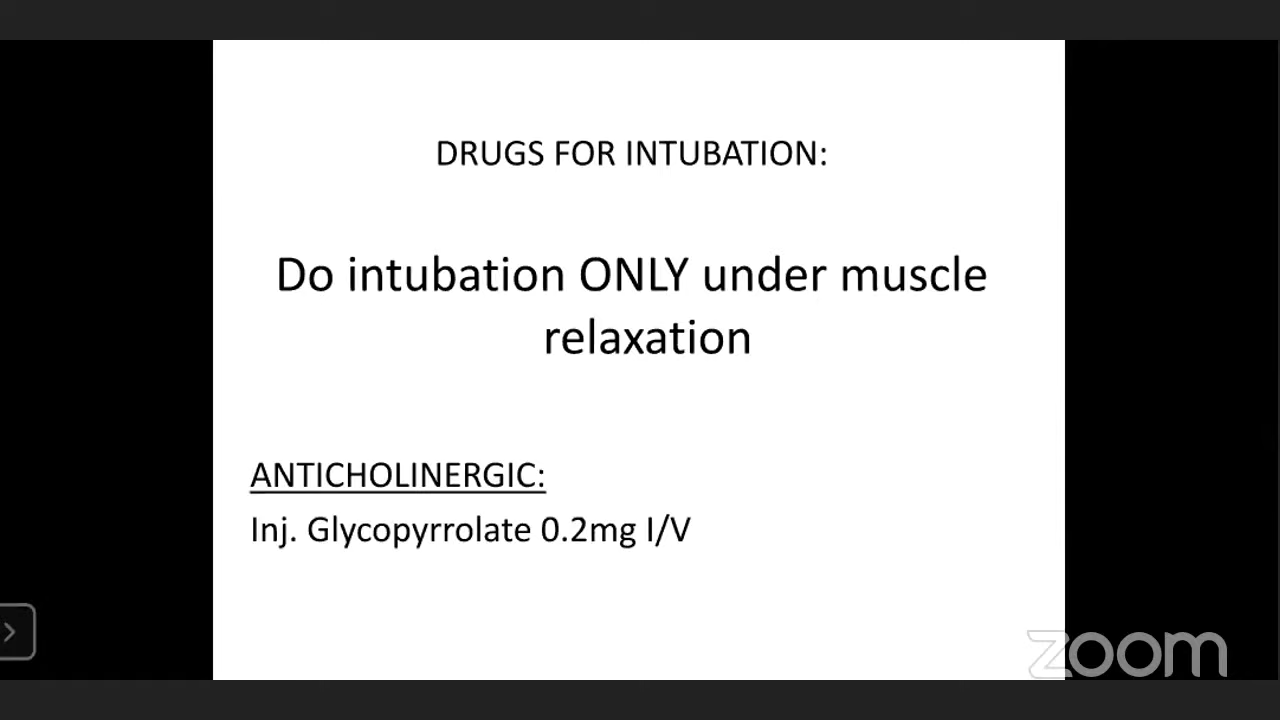 DRUGS FOR INTUBATION:
Do intubation ONLY under muscle
relaxation
ANTICHOLINERGIC:
Inj. Glycopyrrolate 0.2mg I/V
zoom